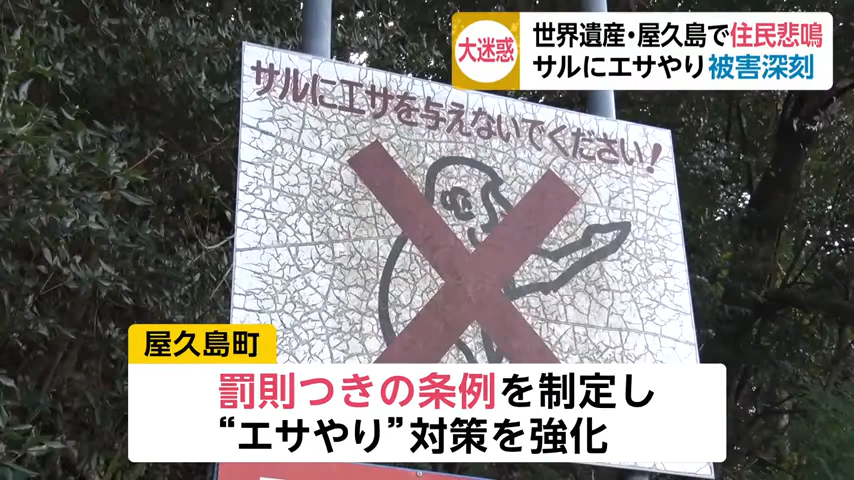 大迷惑
世界遺産・屋久島で住民悲鳴
サルにエサやり被害深刻
サルにエサを与えないでください!
屋久島町
罰則つきの条例を制定し
“エサやり”対策を強化